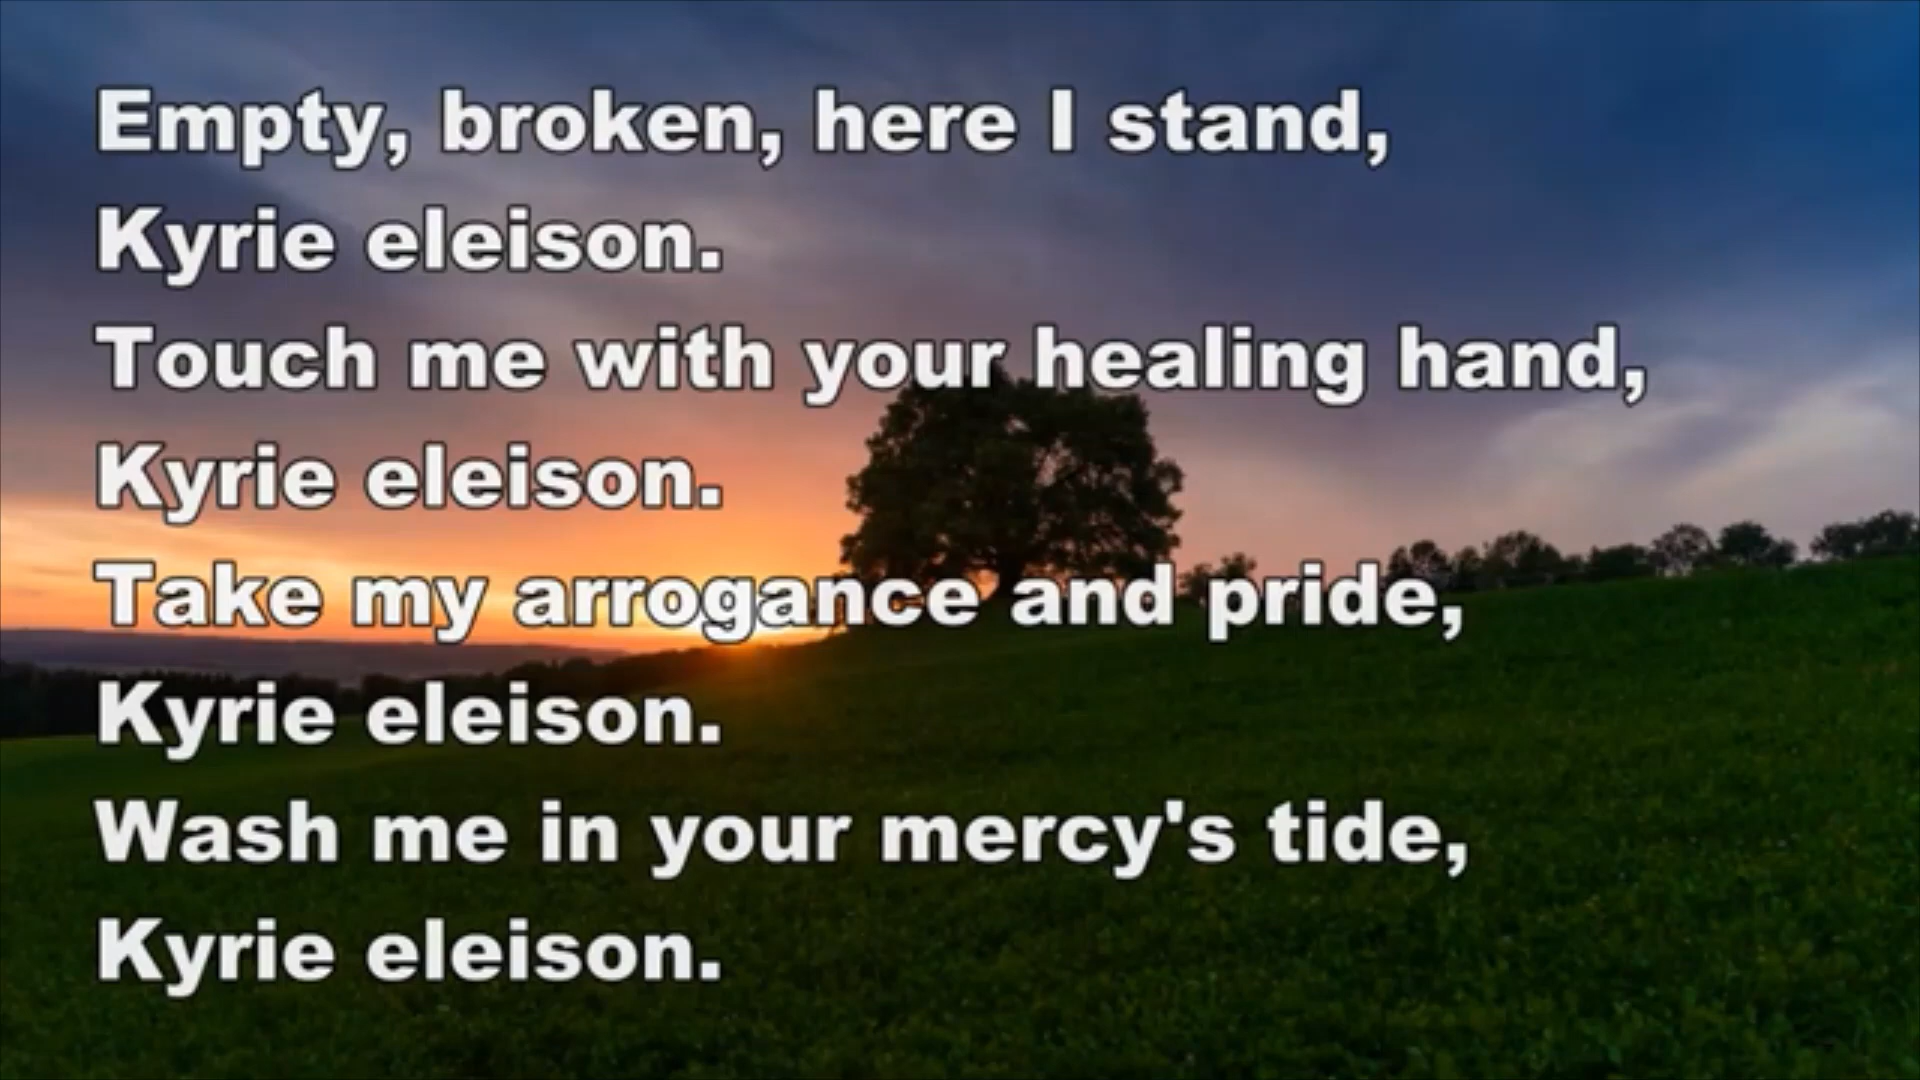 Empty, broken, here I stand,
Kyrie eleison.
Touch me with your healing hand,
Kyrie eleison.
Take my arrogance and pride,
Kyrie eleison.
Wash me in your mercy's tide,
Kyrie eleison.